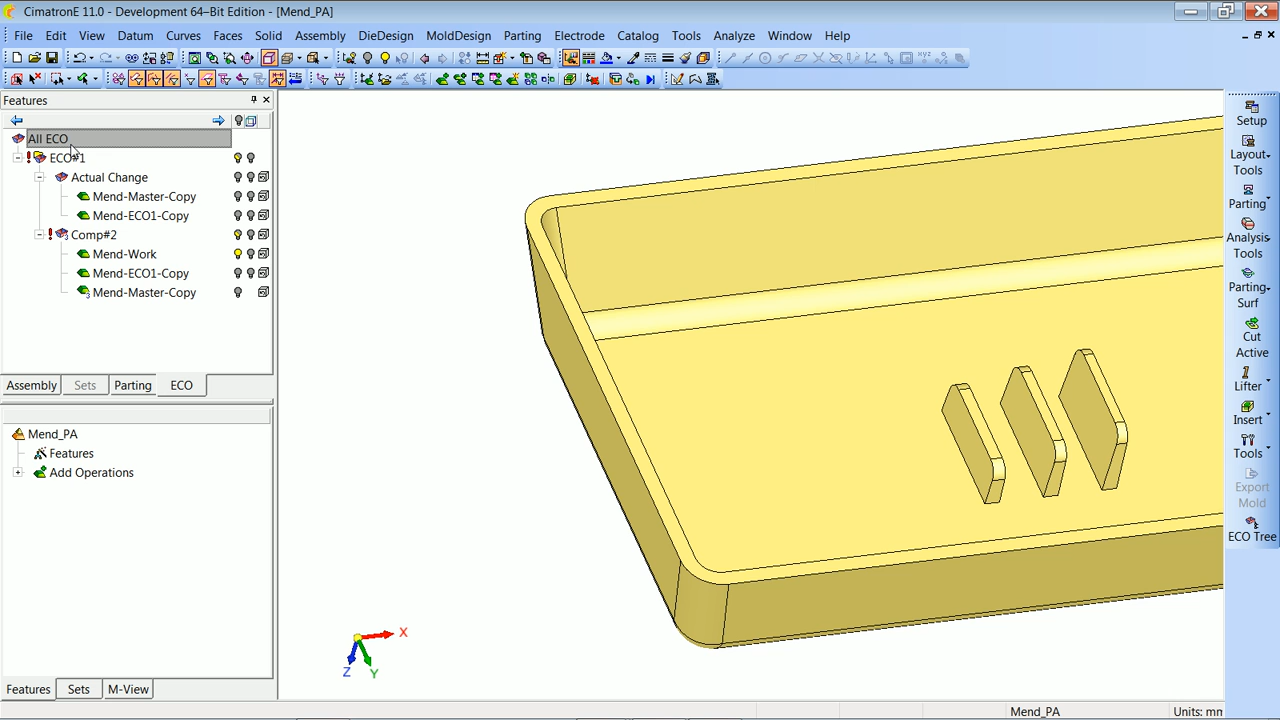 CimatronE 11.0 - Development 64-Bit Edition - [Mend_PA]
File Edit View Datum Curves Faces Solid Assembly DieDesign MoldDesign Parting Electrode Catalog Tools Analyze Window Help
Features
All ECO
ECO#1
Actual Change
Mend-Master-Copy
Mend-ECO1-Copy
Comp#2
Mend-Work
Mend-ECO1-Copy
Mend-Master-Copy
Assembly Sets Parting ECO
Mend_PA
Features
Add Operations
Features Sets M-View
X
Z
Y
Setup
Layout
Tools
Parting
Analysis
Tools
Parting
Surf
Cut
Active
Lifter
Insert
Tools
Export
Mold
ECO Tree
Mend_PA Units: mm